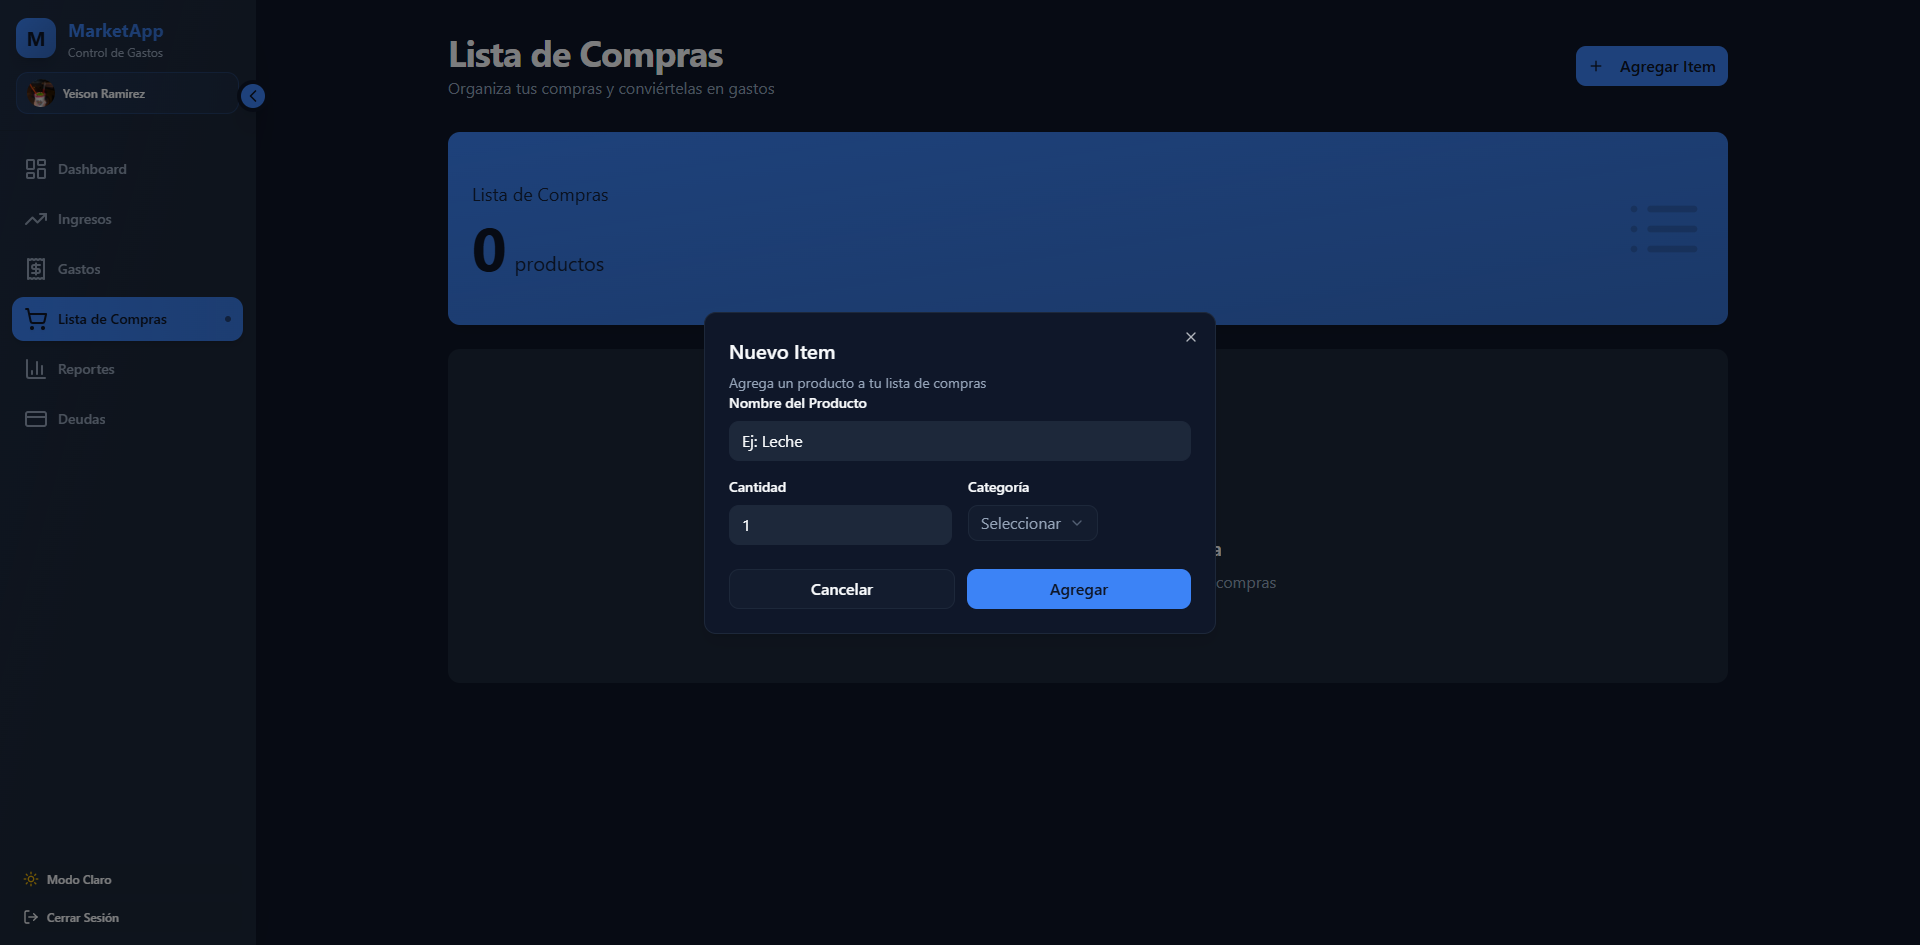 M
MarketApp
Control de Gastos
Yeison Ramirez
Dashboard
Ingresos
Gastos
Lista de Compras
Reportes
Deudas
Modo Claro
Cerrar Sesión
Lista de Compras
Organiza tus compras y conviértelas en gastos
+ Agregar Item
Lista de Compras
0 productos
Nuevo Item
Agrega un producto a tu lista de compras
Nombre del Producto
Ej: Leche
Cantidad
Categoría
1
Seleccionar
Cancelar
Agregar
a
compras